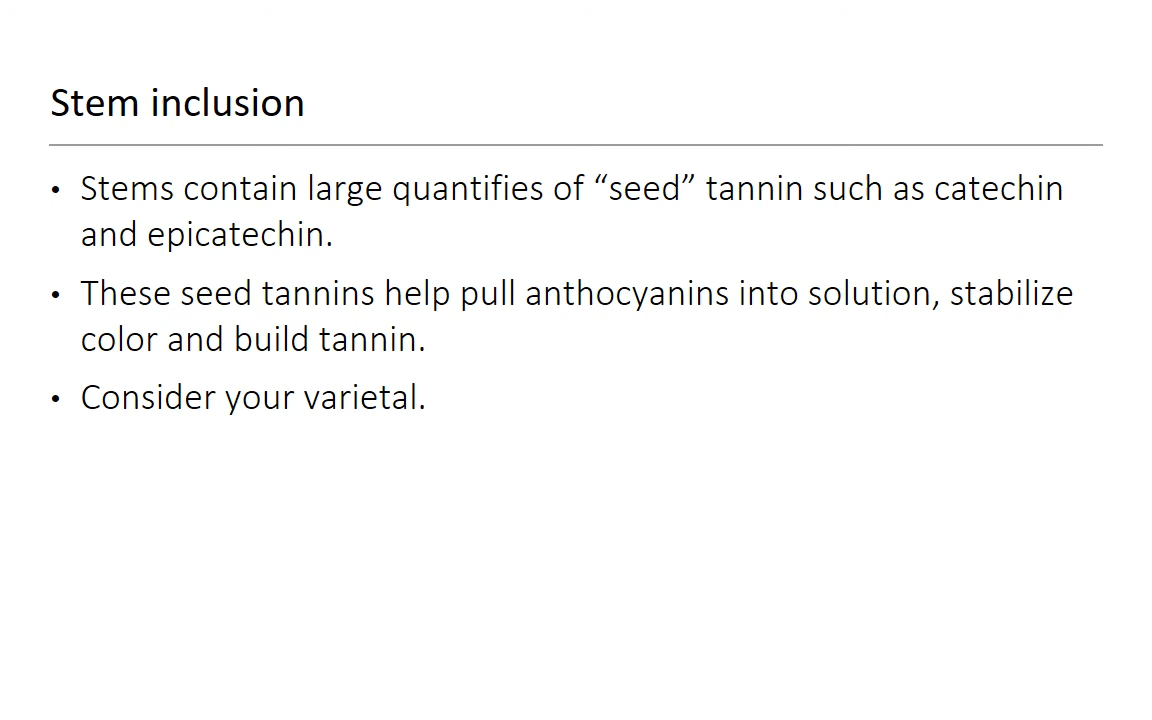 Stem inclusion
• Stems contain large quantifies of “seed” tannin such as catechin
and epicatechin.
• These seed tannins help pull anthocyanins into solution, stabilize
color and build tannin.
• Consider your varietal.